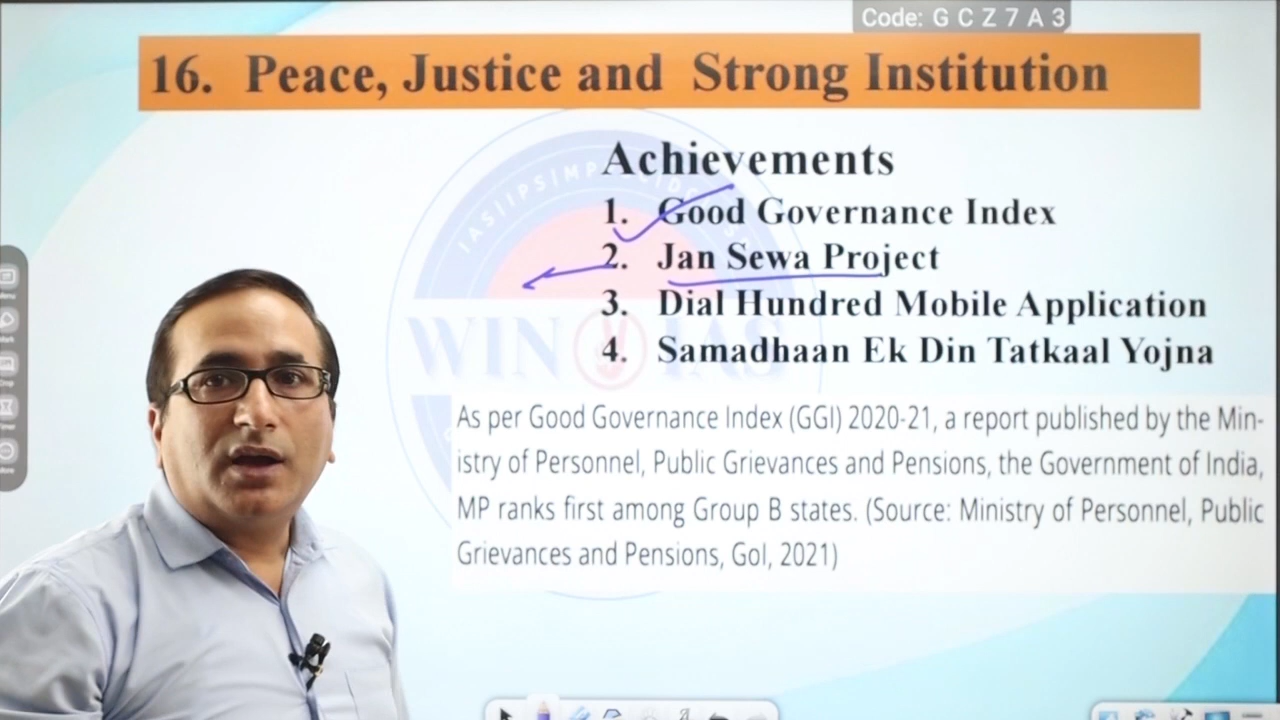 Code: G C Z 7 A 3
16. Peace, Justice and Strong Institution
Achievements
1. Good Governance Index
2. Jan Sewa Project
3. Dial Hundred Mobile Application
4. Samadhaan Ek Din Tatkaal Yojna
WIN IAS
As per Good Governance Index (GGI) 2020-21, a report published by the Min-
istry of Personnel, Public Grievances and Pensions, the Government of India,
MP ranks first among Group B states. (Source: Ministry of Personnel, Public
Grievances and Pensions, GoI, 2021)